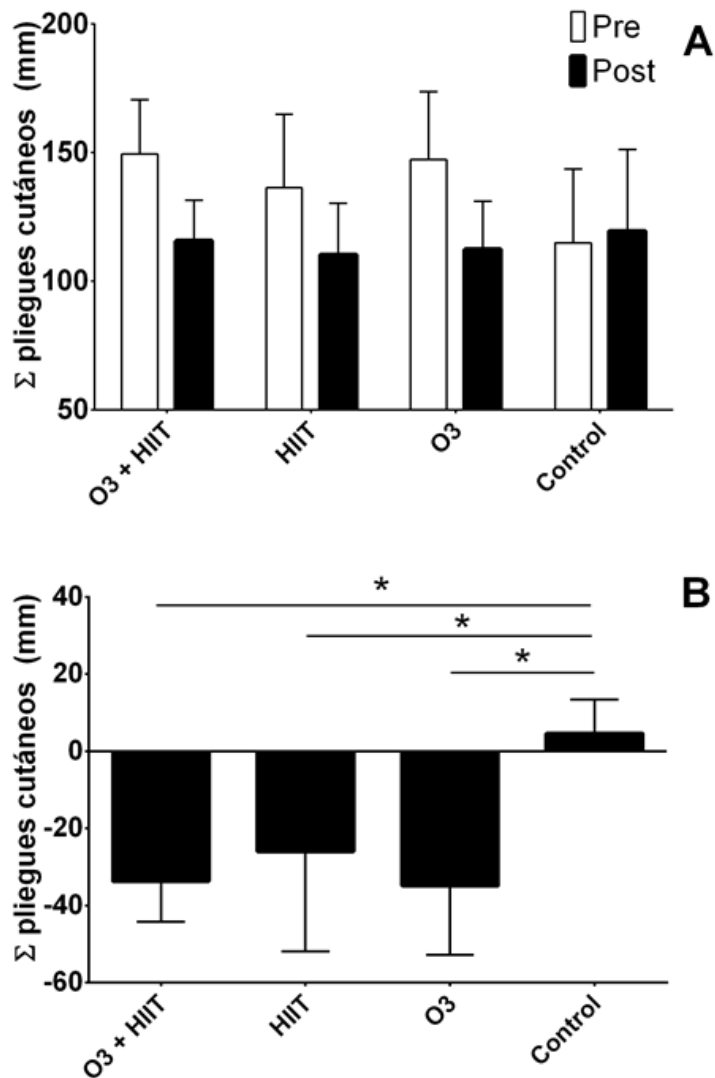 200
150
100
50
Σ pliegues cutáneos (mm)
Pre
Post
A
O3 + HIIT
HIIT
O3
Control
40
20
0
-20
-40
-60
Σ pliegues cutáneos (mm)
*
*
*
B
O3 + HIIT
HIIT
O3
Control